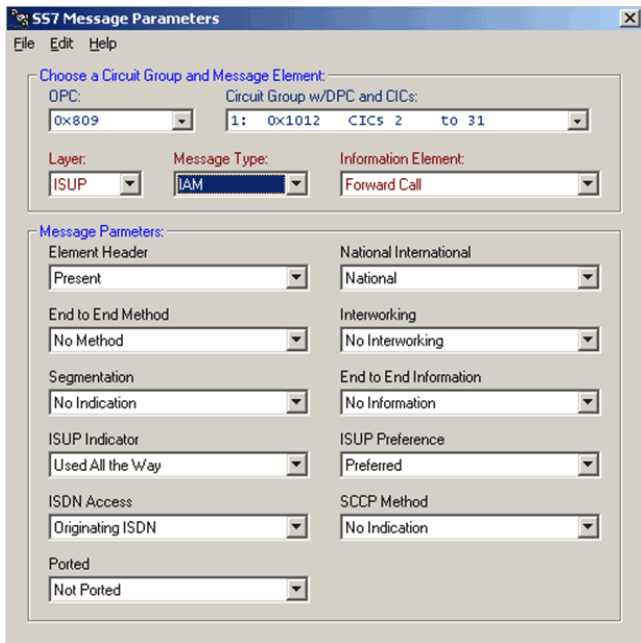 SS7 Message Parameters
File Edit Help
Choose a Circuit Group and Message Element:
OPC: Circuit Group w/DPC and CICs:
0x809 1: 0x1012 CICs 2 to 31
Layer: Message Type: Information Element:
ISUP IAM Forward Call
Message Parmeters:
Element Header National International
Present National
End to End Method Interworking
No Method No Interworking
Segmentation End to End Information
No Indication No Information
ISUP Indicator ISUP Preference
Used All the Way Preferred
ISDN Access SCCP Method
Originating ISDN No Indication
Ported
Not Ported